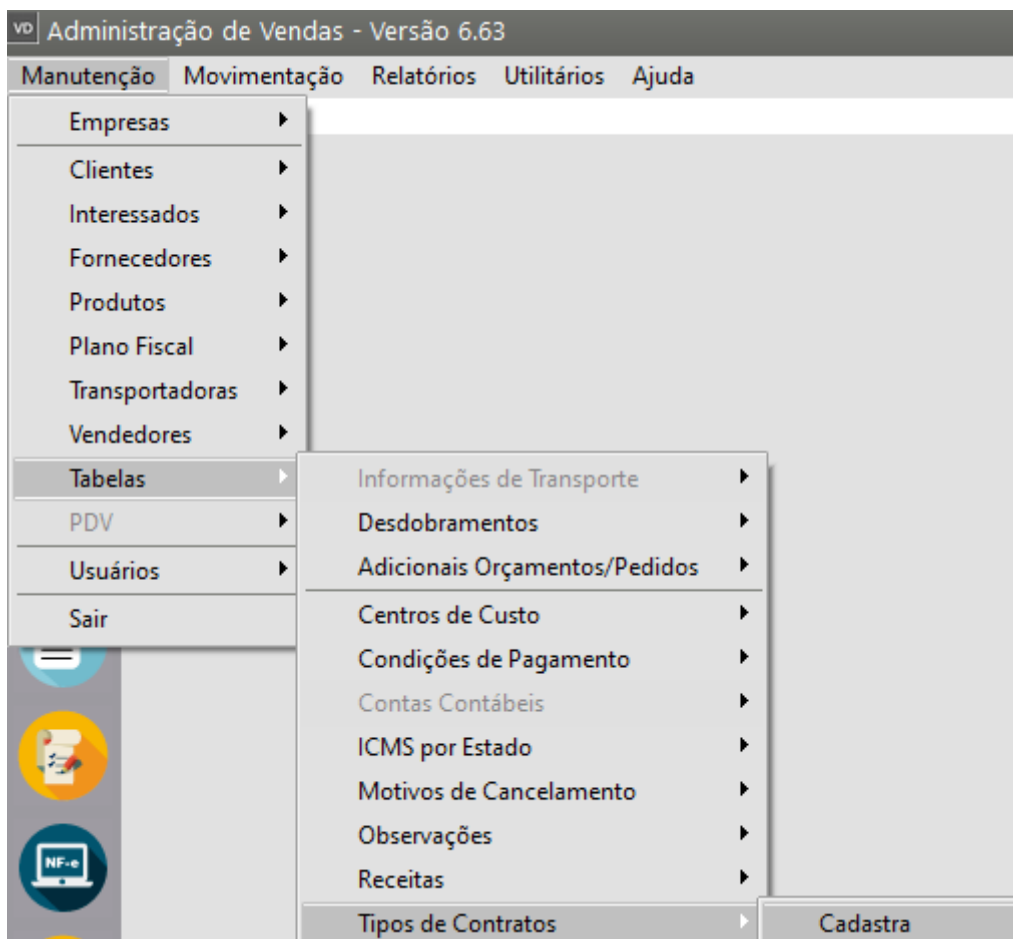 VD Administração de Vendas - Versão 6.63
Manutenção Movimentação Relatórios Utilitários Ajuda
Empresas
Clientes
Interessados
Fornecedores
Produtos
Plano Fiscal
Transportadoras
Vendedores
Tabelas
PDV
Usuários
Sair
Informações de Transporte
Desdobramentos
Adicionais Orçamentos/Pedidos
Centros de Custo
Condições de Pagamento
Contas Contábeis
ICMS por Estado
Motivos de Cancelamento
Observações
Receitas
Tipos de Contratos
Cadastra
NF-e